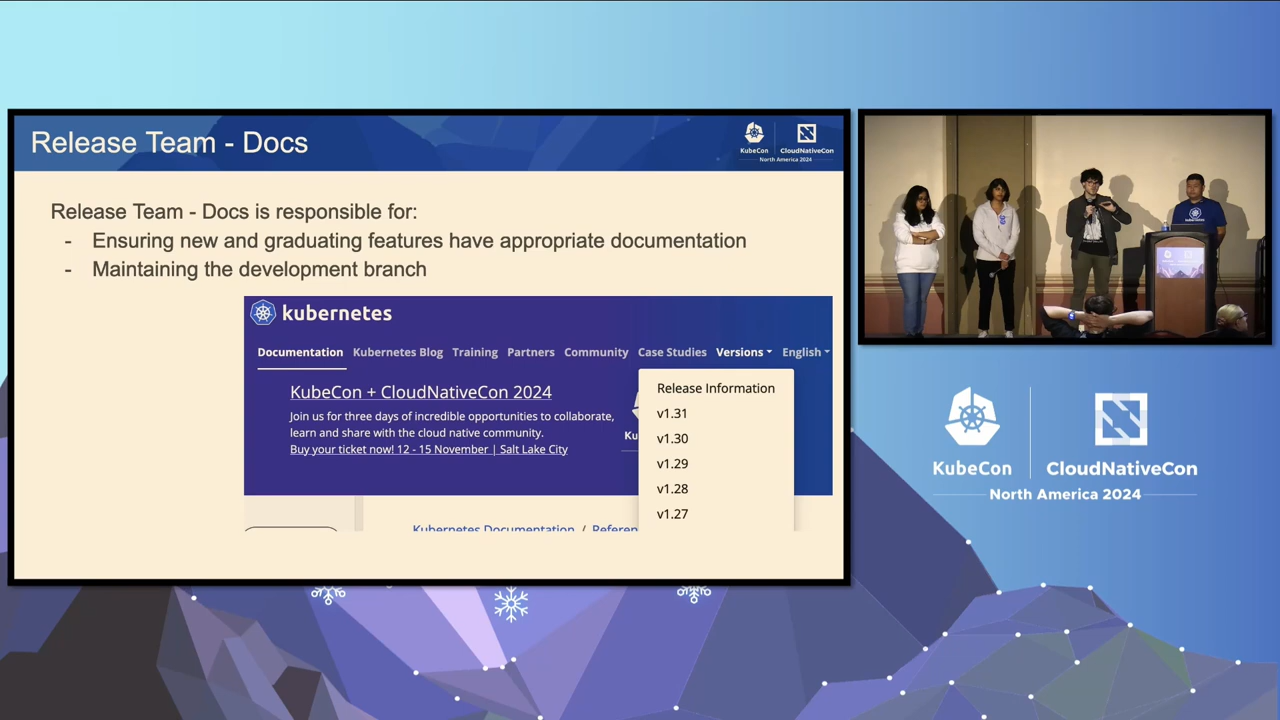 Release Team - Docs
KubeCon
CloudNativeCon
North America 2024
Release Team - Docs is responsible for:
- Ensuring new and graduating features have appropriate documentation
- Maintaining the development branch
kubernetes
Documentation Kubernetes Blog Training Partners Community Case Studies Versions English
KubeCon + CloudNativeCon 2024
Join us for three days of incredible opportunities to collaborate,
learn and share with the cloud native community.
Buy your ticket now! 12 - 15 November | Salt Lake City
Ku
Release Information
v1.31
v1.30
v1.29
v1.28
v1.27
Kubernetes Documentation / Referen
KubeCon
CloudNativeCon
North America 2024